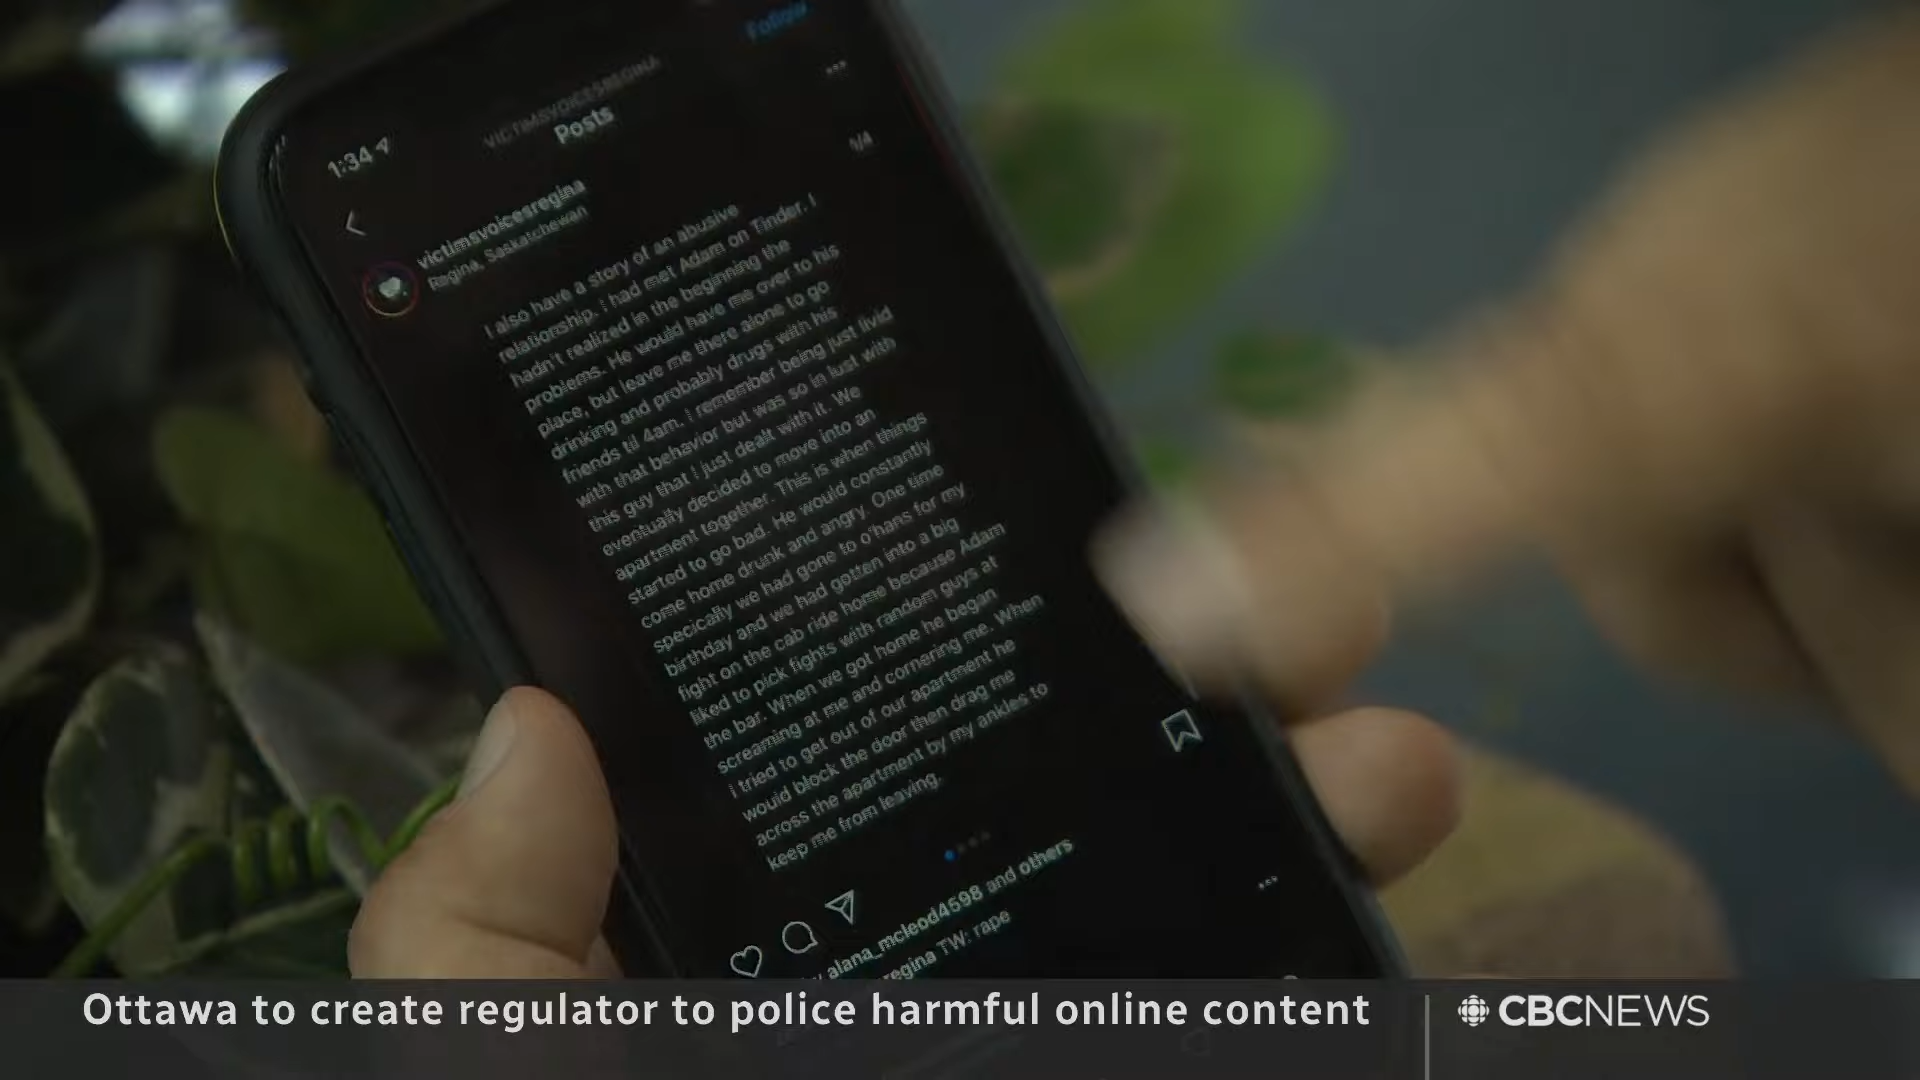 Follow
VICTIMSVOICESREGINA
Posts
1:34
1/4
victimsvoicesregina
Regina, Saskatchewan
I also have a story of an abusive
relationship. I had met Adam on Tinder. I
hadn't realized in the beginning the
problems. He would have me over to his
place, but leave me there alone to go
drinking and probably drugs with his
friends til 4am. I remember being just livid
with that behavior but was so in lust with
this guy that I just dealt with it. We
eventually decided to move into an
apartment together. This is when things
started to go bad. He would constantly
come home drunk and angry. One time
specically we had gone to o'hans for my
birthday and we had gotten into a big
fight on the cab ride home because Adam
liked to pick fights with random guys at
the bar. When we got home he began
screaming at me and cornering me. When
I tried to get out of our apartment he
would block the door then drag me
across the apartment by my ankles to
keep me from leaving.
alana_mcleod4598 and others
regina TW: rape
Ottawa to create regulator to police harmful online content
CBCNEWS